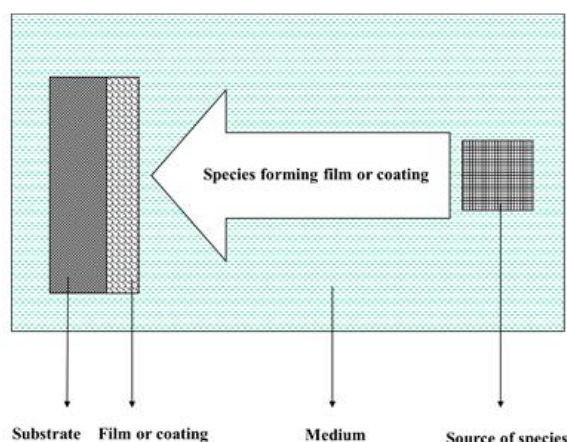 Species forming film or coating
Substrate Film or coating Medium Source of species